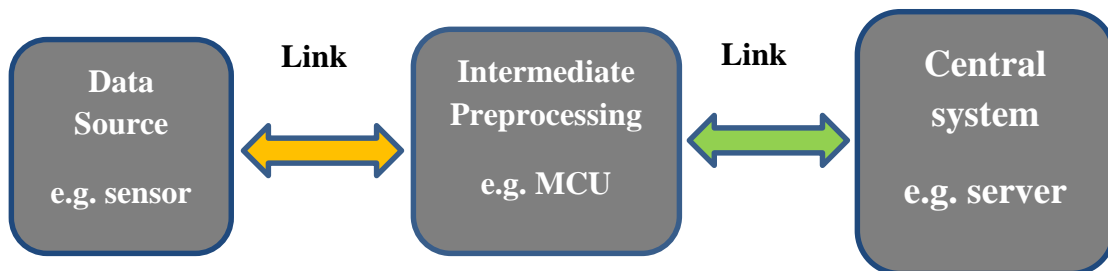 Data
Source
e.g. sensor
Link
Intermediate
Preprocessing
e.g. MCU
Link
Central
system
e.g. server